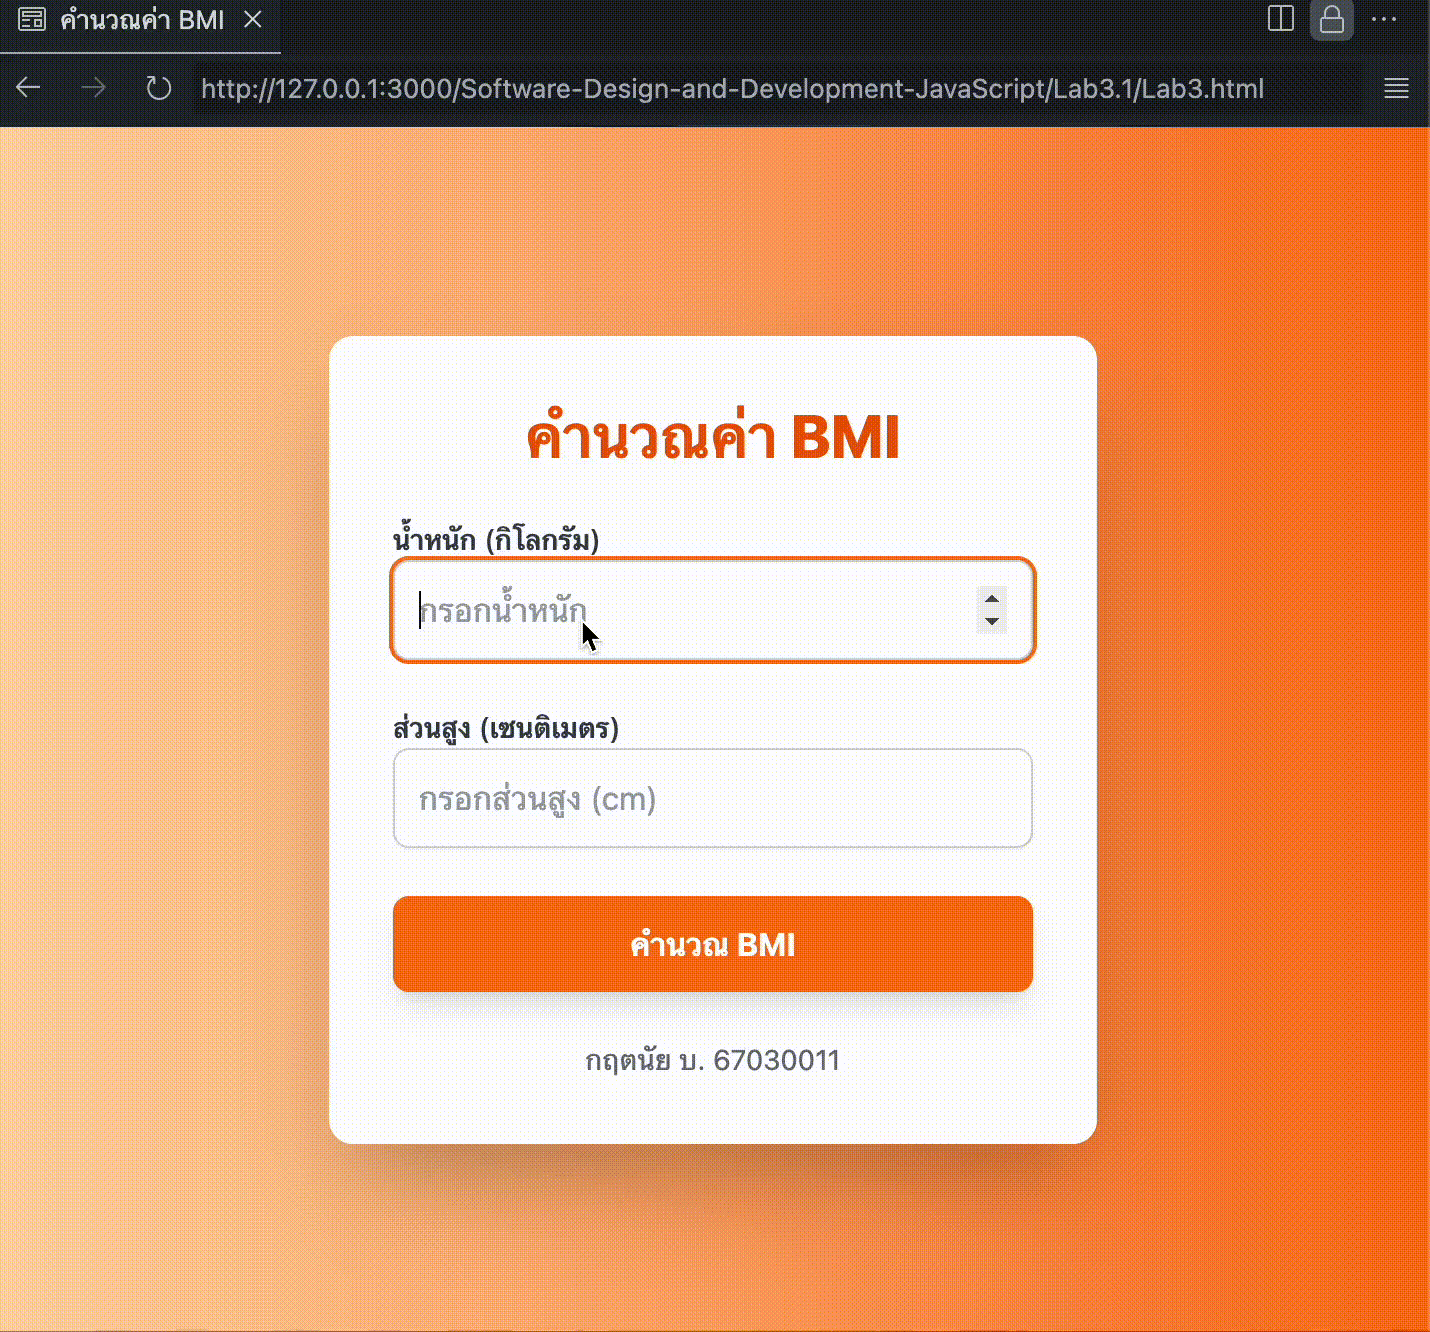 คำนวณค่า BMI
http://127.0.0.1:3000/Software-Design-and-Development-JavaScript/Lab3.1/Lab3.html
คำนวณค่า BMI
น้ำหนัก (กิโลกรัม)
กรอกน้ำหนัก
ส่วนสูง (เซนติเมตร)
กรอกส่วนสูง (cm)
คำนวณ BMI
กฤตนัย บ. 67030011